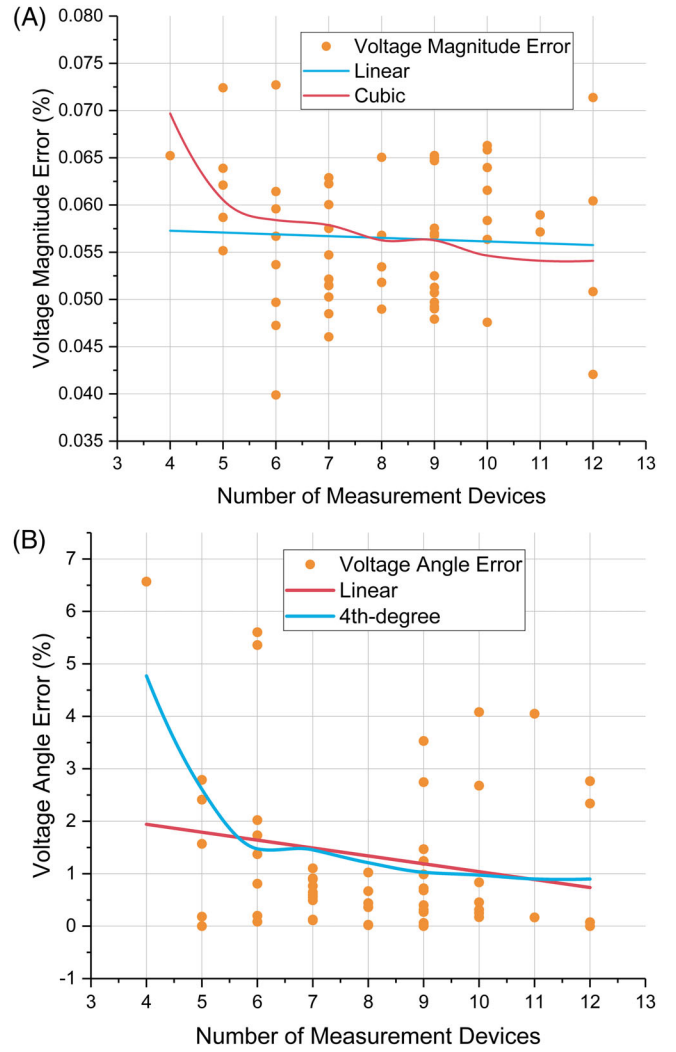 (A)
0.080
0.075
0.070
0.065
0.060
0.055
0.050
0.045
0.040
0.035
Voltage Magnitude Error (%)
Voltage Magnitude Error
Linear
Cubic
3 4 5 6 7 8 9 10 11 12 13
Number of Measurement Devices
(B)
7
6
5
4
3
2
1
0
-1
Voltage Angle Error (%)
Voltage Angle Error
Linear
4th-degree
3 4 5 6 7 8 9 10 11 12 13
Number of Measurement Devices